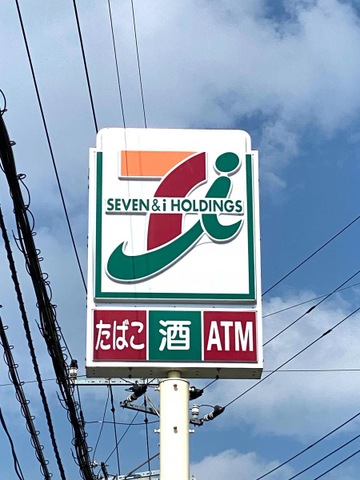 SEVEN & i HOLDINGS
たばこ 酒 ATM